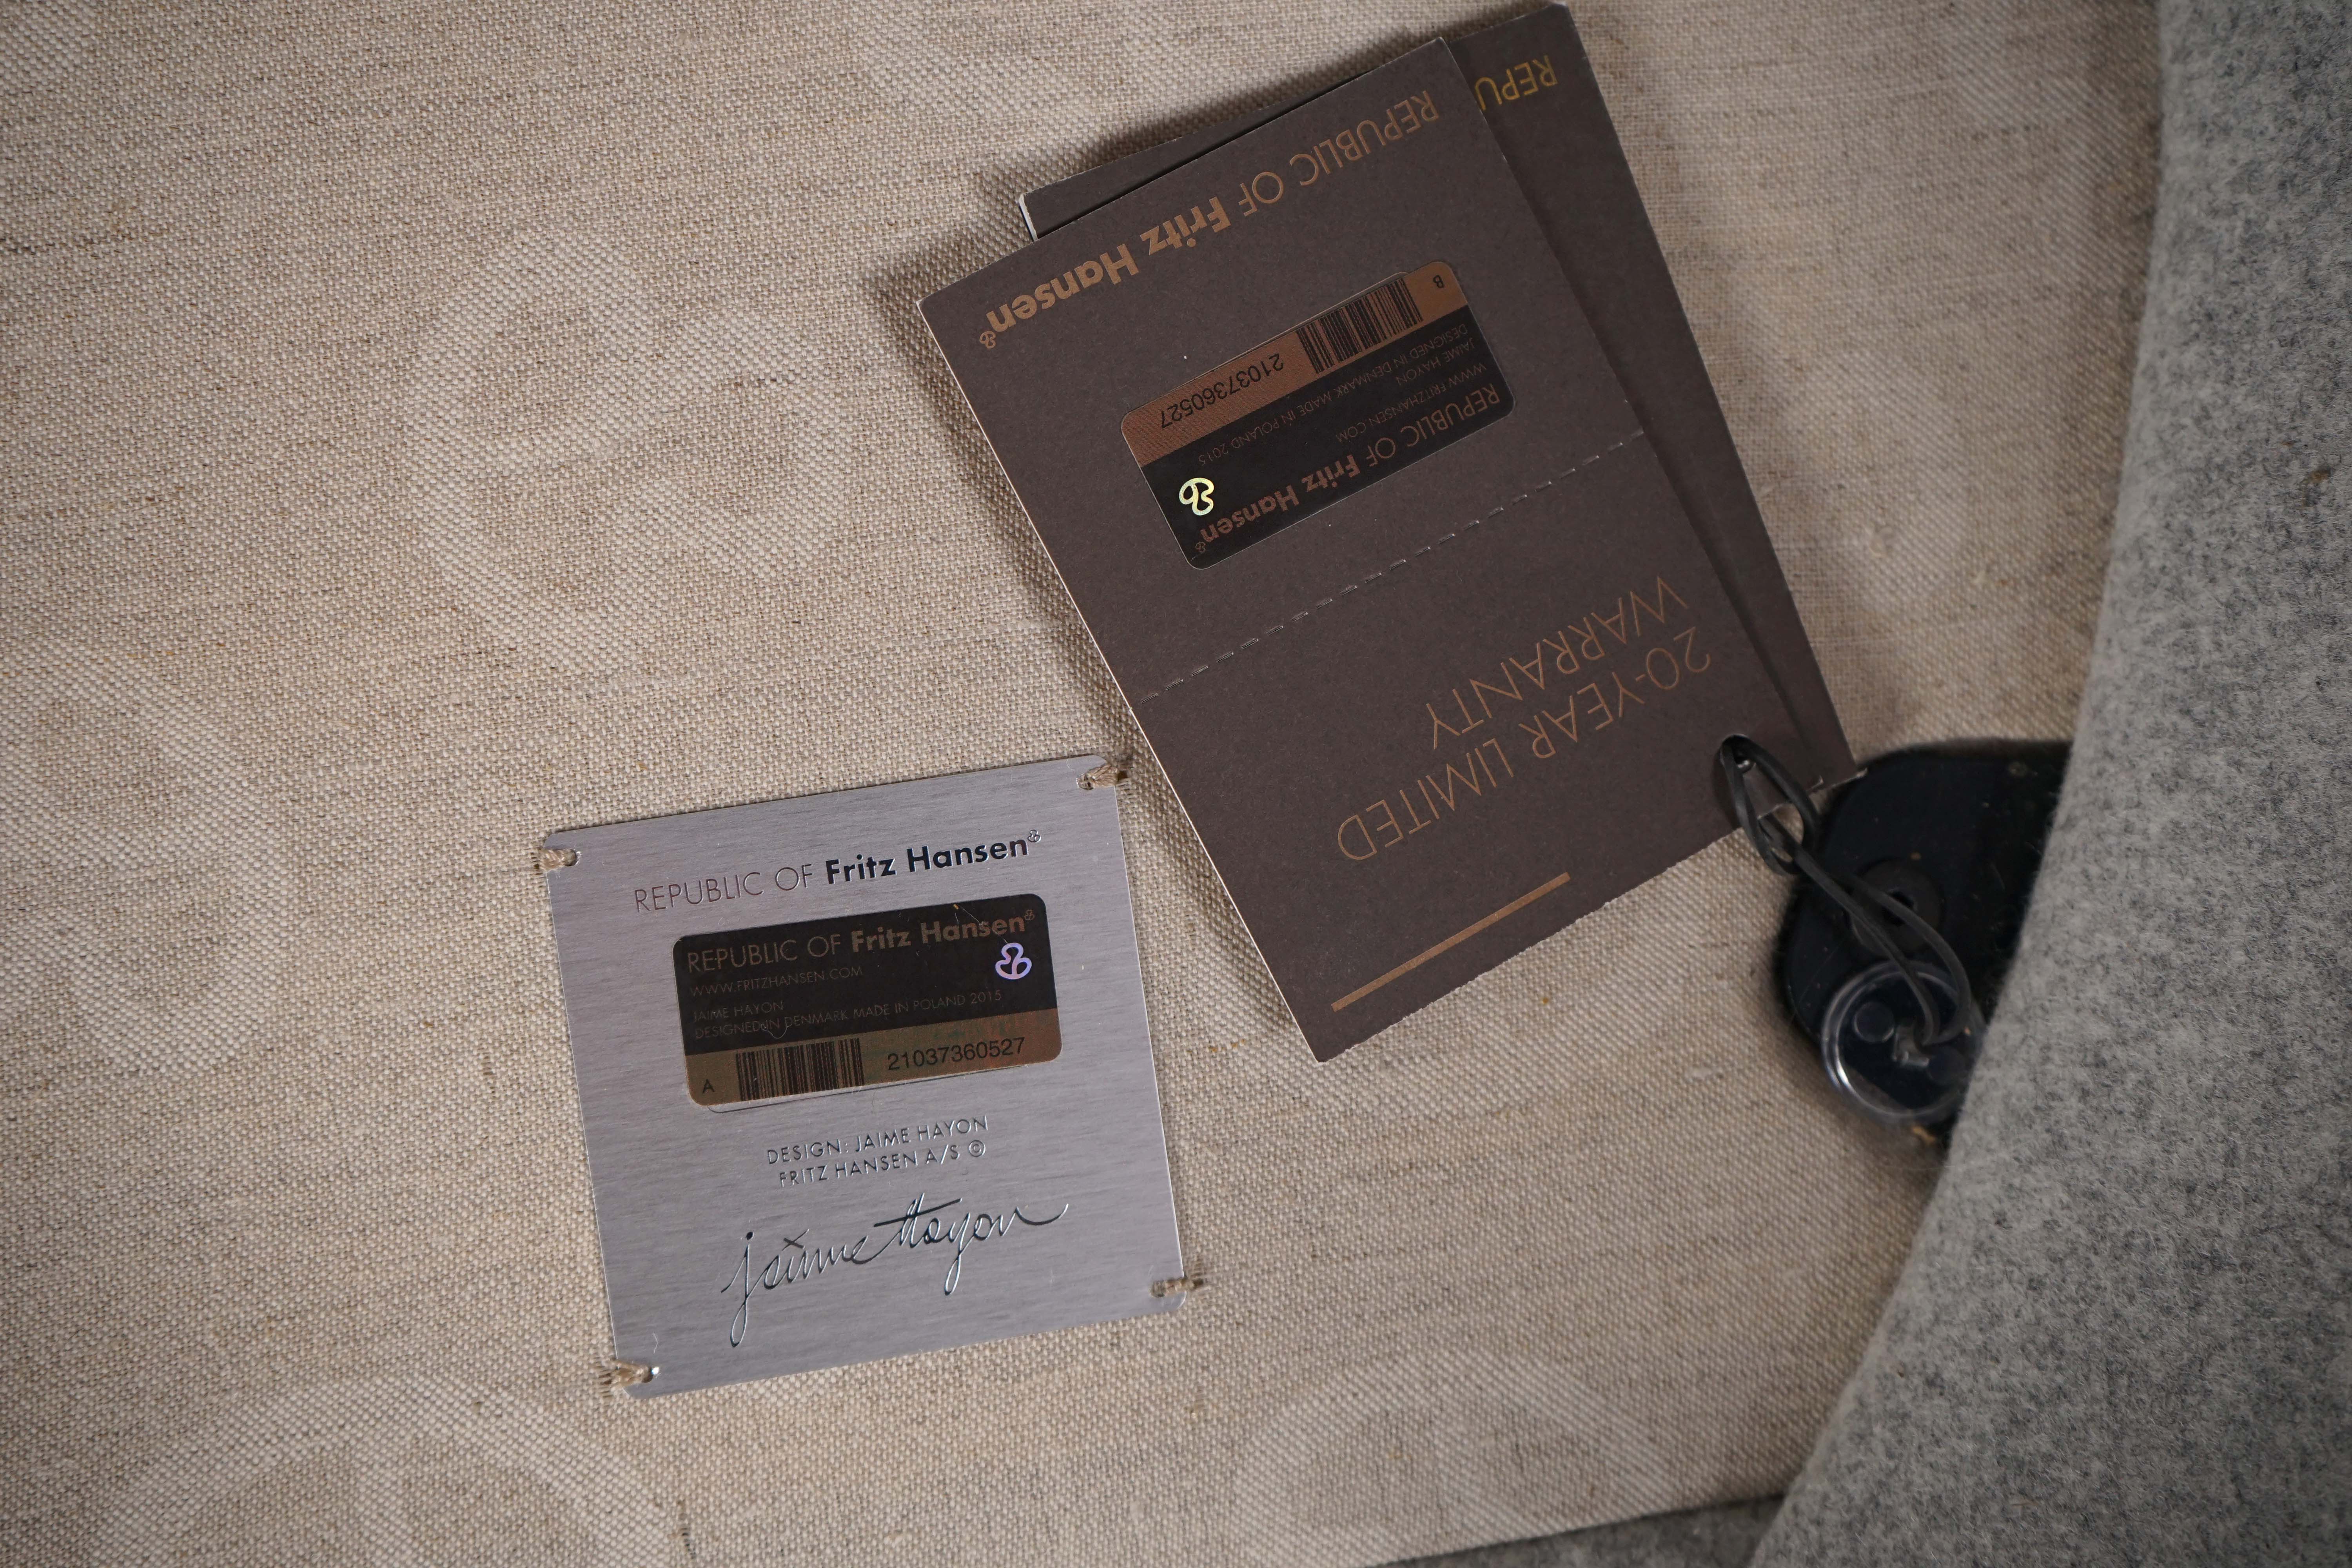 REPUBLIC OF Fritz Hansen
REPUBLIC OF Fritz Hansen
WWW.FRITZHANSEN.COM
JAIME HAYON
DESIGNED IN DENMARK MADE IN POLAND 2015
A 21037360527
DESIGN: JAIME HAYON
FRITZ HANSEN A/S ©
jaime Hayon
20-YEAR LIMITED
WARRANTY
REPUBLIC OF Fritz Hansen
WWW.FRITZHANSEN.COM
JAIME HAYON
DESIGNED IN DENMARK MADE IN POLAND 2015
B 21037360527
REPUBLIC OF Fritz Hansen
REPU